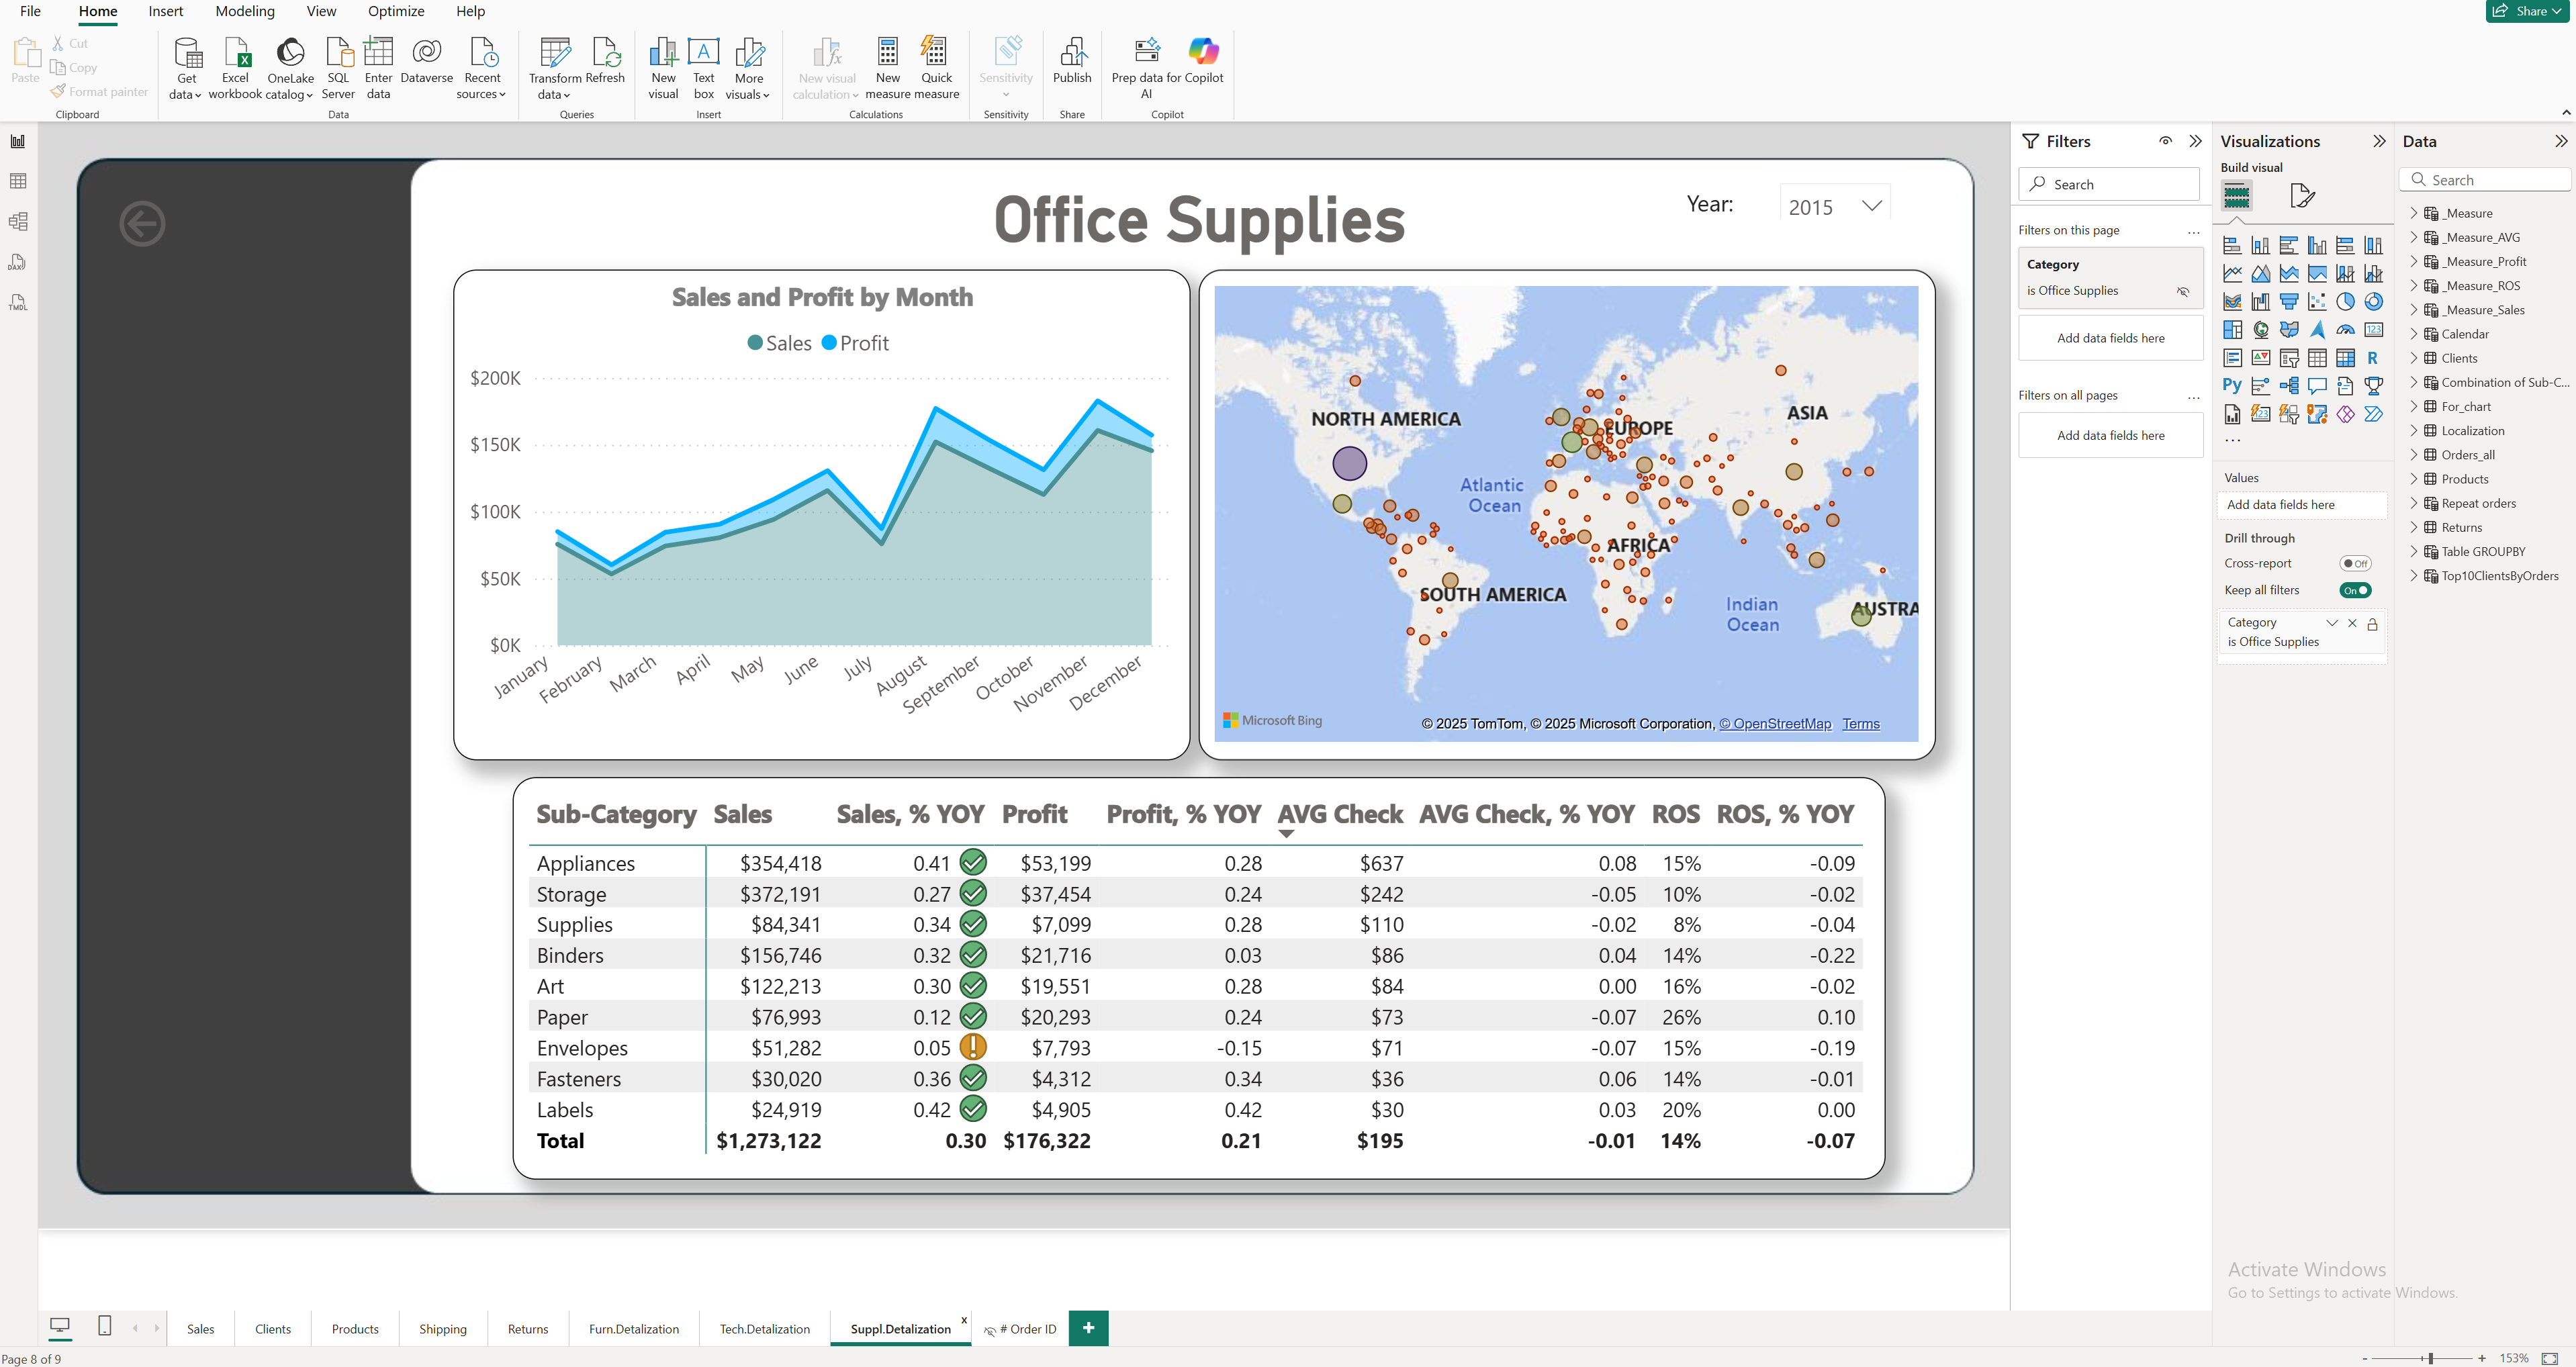 File Home Insert Modeling View Optimize Help
Share
Paste
Cut
Copy
Format painter
Clipboard
Get data
Excel workbook
OneLake catalog
SQL Server
Enter data
Dataverse
Recent sources
Data
Transform data
Refresh
Queries
New visual
Text box
More visuals
Insert
New visual calculation
New measure
Quick measure
Calculations
Sensitivity
Sensitivity
Publish
Share
Prep data for AI
Copilot
Copilot
DAX
TMDL
Office Supplies
Year: 2015
Sales and Profit by Month
Sales Profit
$200K
$150K
$100K
$50K
$0K
January February March April May June July August September October November December
NORTH AMERICA
EUROPE
ASIA
Atlantic
Ocean
AFRICA
SOUTH AMERICA
Indian
Ocean
AUSTRA
Microsoft Bing
© 2025 TomTom, © 2025 Microsoft Corporation, © OpenStreetMap Terms
Sub-Category Sales Sales, % YOY Profit Profit, % YOY AVG Check AVG Check, % YOY ROS ROS, % YOY
Appliances $354,418 0.41 $53,199 0.28 $637 0.08 15% -0.09
Storage $372,191 0.27 $37,454 0.24 $242 -0.05 10% -0.02
Supplies $84,341 0.34 $7,099 0.28 $110 -0.02 8% -0.04
Binders $156,746 0.32 $21,716 0.03 $86 0.04 14% -0.22
Art $122,213 0.30 $19,551 0.28 $84 0.00 16% -0.02
Paper $76,993 0.12 $20,293 0.24 $73 -0.07 26% 0.10
Envelopes $51,282 0.05 $7,793 -0.15 $71 -0.07 15% -0.19
Fasteners $30,020 0.36 $4,312 0.34 $36 0.06 14% -0.01
Labels $24,919 0.42 $4,905 0.42 $30 0.03 20% 0.00
Total $1,273,122 0.30 $176,322 0.21 $195 -0.01 14% -0.07
Filters
Search
Filters on this page ...
Category
is Office Supplies
Add data fields here
Filters on all pages ...
Add data fields here
Visualizations
Build visual
123
R
Py
123
...
Values
Add data fields here
Drill through
Cross-report Off
Keep all filters On
Category
is Office Supplies
Data
Search
_Measure
_Measure_AVG
_Measure_Profit
_Measure_ROS
_Measure_Sales
Calendar
Clients
Combination of Sub-C...
For_chart
Localization
Orders_all
Products
Repeat orders
Returns
Table GROUPBY
Top10ClientsByOrders
Activate Windows
Go to Settings to activate Windows.
Sales Clients Products Shipping Returns Furn.Detalization Tech.Detalization Suppl.Detalization x # Order ID +
Page 8 of 9
- + 153%